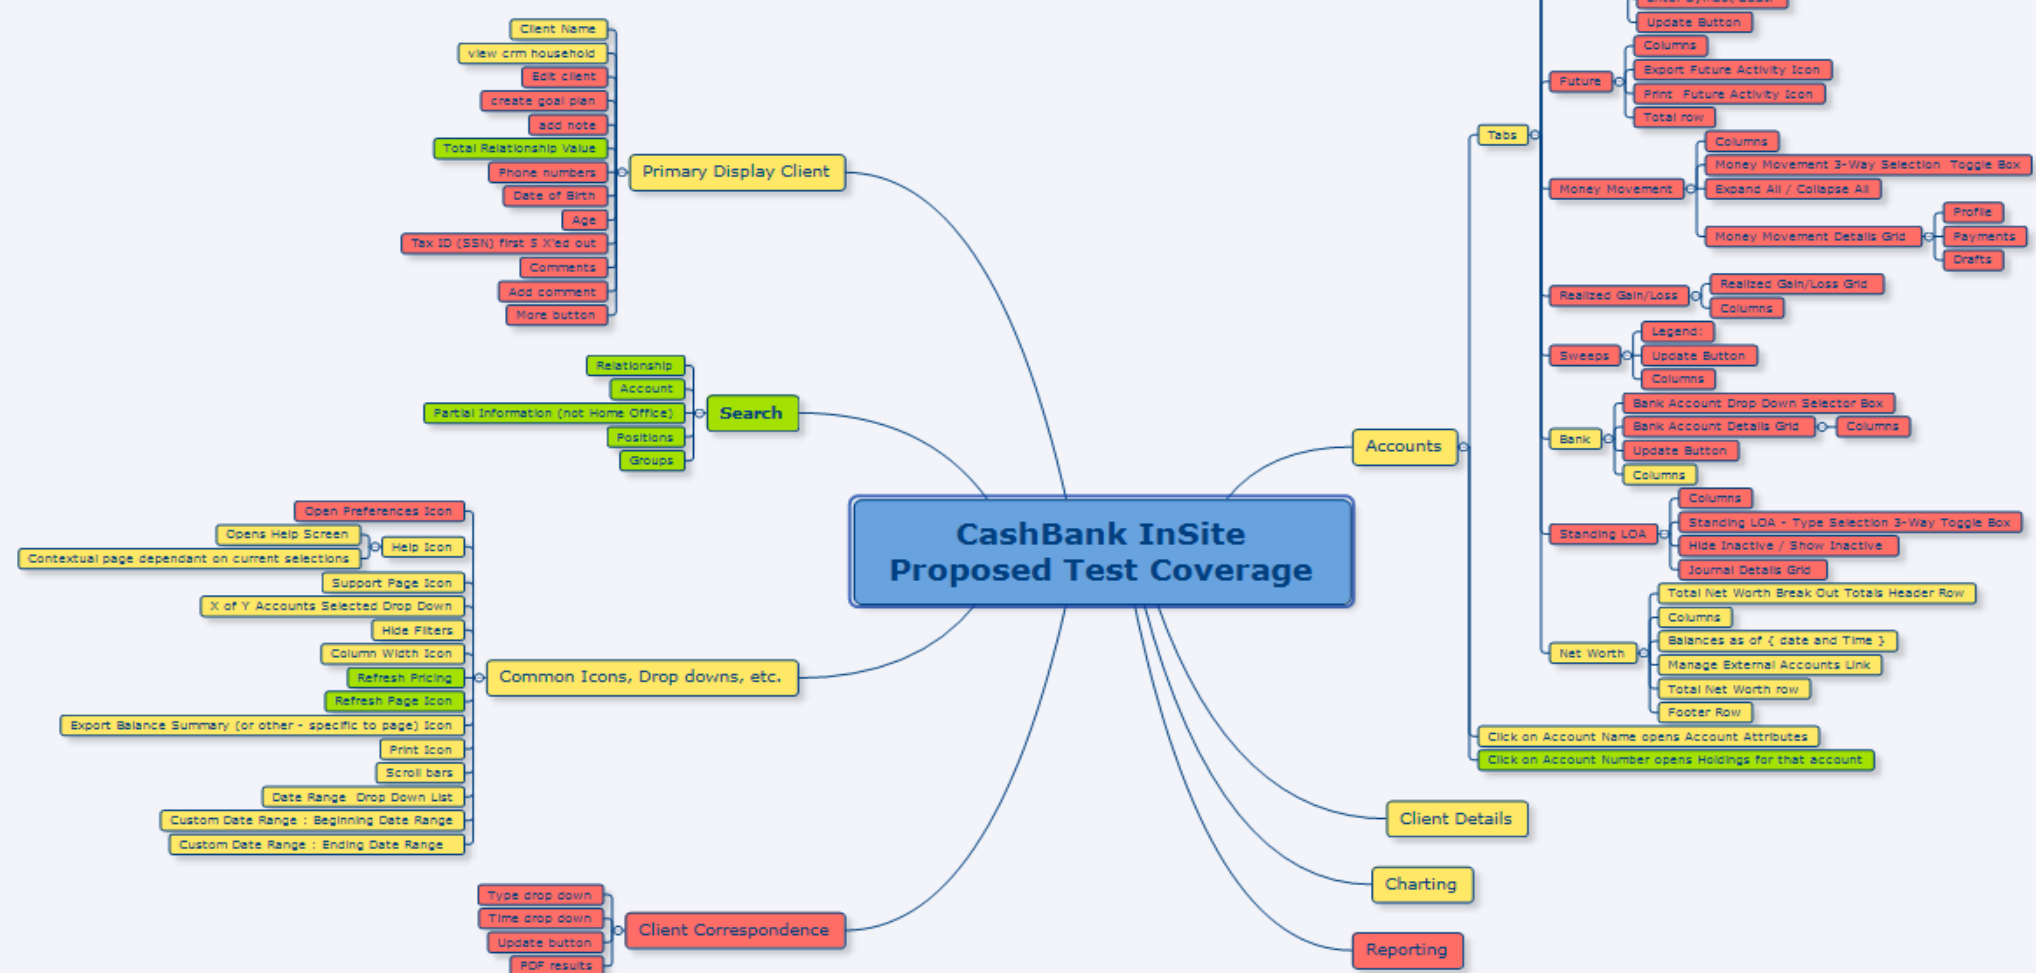 Client Name
view crm household
Edit client
create goal plan
add note
Total Relationship Value
Phone numbers
Date of Birth
Age
Tax ID (SSN) first 5 X'ed out
Comments
Add comment
More button
Primary Display Client
Relationship
Account
Partial Information (not Home Office)
Positions
Groups
Search
Open Preferences Icon
Opens Help Screen
Contextual page dependant on current selections
Help Icon
Support Page Icon
X of Y Accounts Selected Drop Down
Hide Filters
Column Width Icon
Refresh Pricing
Refresh Page Icon
Export Balance Summary (or other - specific to page) Icon
Print Icon
Scroll bars
Date Range Drop Down List
Custom Date Range : Beginning Date Range
Custom Date Range : Ending Date Range
Common Icons, Drop downs, etc.
Type drop down
Time drop down
Update button
PDF results
Client Correspondence
CashBank InSite
Proposed Test Coverage
Accounts
Tabs
Update Button
Future
Columns
Export Future Activity Icon
Print Future Activity Icon
Total row
Money Movement
Columns
Money Movement 3-Way Selection Toggle Box
Expand All / Collapse All
Money Movement Details Grid
Profile
Payments
Drafts
Realized Gain/Loss
Realized Gain/Loss Grid
Columns
Sweeps
Legend:
Update Button
Columns
Bank
Bank Account Drop Down Selector Box
Bank Account Details Grid
Columns
Update Button
Columns
Standing LOA
Columns
Standing LOA - Type Selection 3-Way Toggle Box
Hide Inactive / Show Inactive
Journal Details Grid
Net Worth
Total Net Worth Break Out Totals Header Row
Columns
Balances as of { date and Time }
Manage External Accounts Link
Total Net Worth row
Footer Row
Click on Account Name opens Account Attributes
Click on Account Number opens Holdings for that account
Client Details
Charting
Reporting